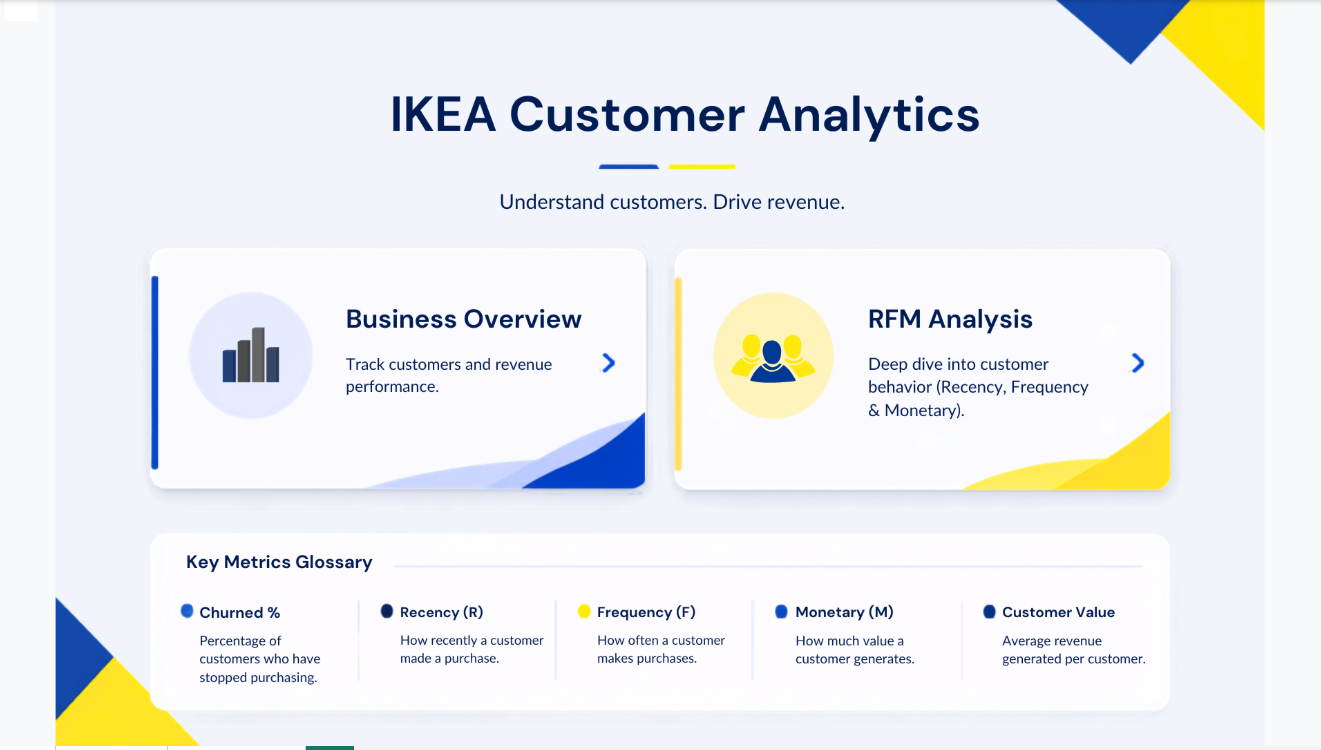 IKEA Customer Analytics
Understand customers. Drive revenue.
Business Overview
Track customers and revenue
performance.
RFM Analysis
Deep dive into customer
behavior (Recency, Frequency
& Monetary).
Key Metrics Glossary
Churned %
Percentage of
customers who have
stopped purchasing.
Recency (R)
How recently a customer
made a purchase.
Frequency (F)
How often a customer
makes purchases.
Monetary (M)
How much value a
customer generates.
Customer Value
Average revenue
generated per customer.